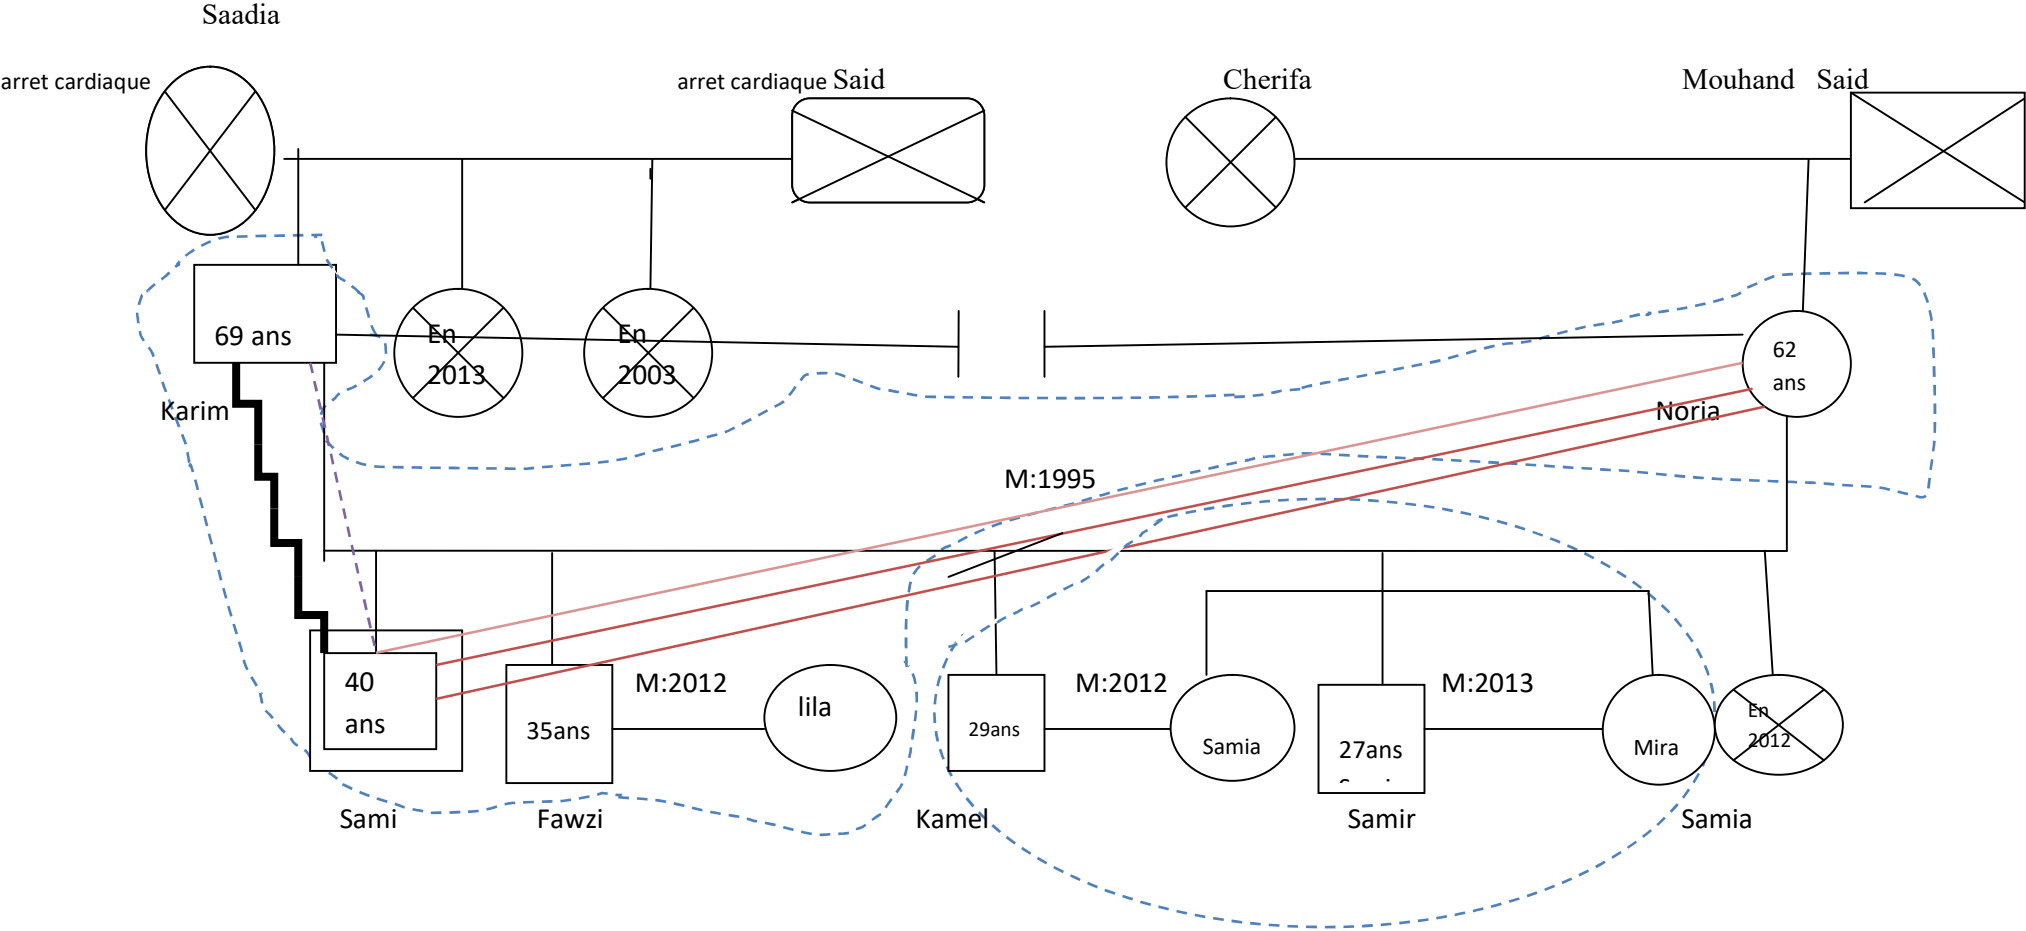 Saadia
arret cardiaque
arret cardiaque Said
Cherifa
Mouhand Said
69 ans
En
2013
En
2003
62
ans
Karim
Noria
M:1995
40
ans
35ans
M:2012
lila
29ans
M:2012
Samia
27ans
M:2013
Mira
En
2012
Sami
Fawzi
Kamel
Samir
Samia